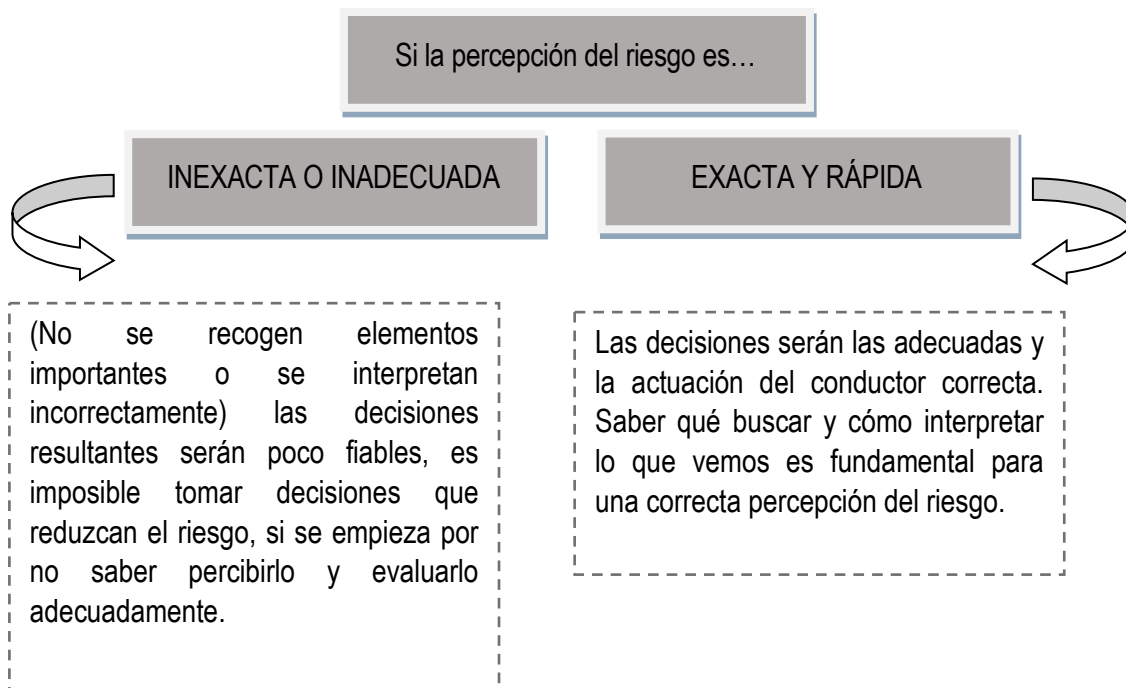 Si la percepción del riesgo es…
INEXACTA O INADECUADA
EXACTA Y RÁPIDA
(No se recogen elementos
importantes o se interpretan
incorrectamente) las decisiones
resultantes serán poco fiables, es
imposible tomar decisiones que
reduzcan el riesgo, si se empieza por
no saber percibirlo y evaluarlo
adecuadamente.
Las decisiones serán las adecuadas y
la actuación del conductor correcta.
Saber qué buscar y cómo interpretar
lo que vemos es fundamental para
una correcta percepción del riesgo.